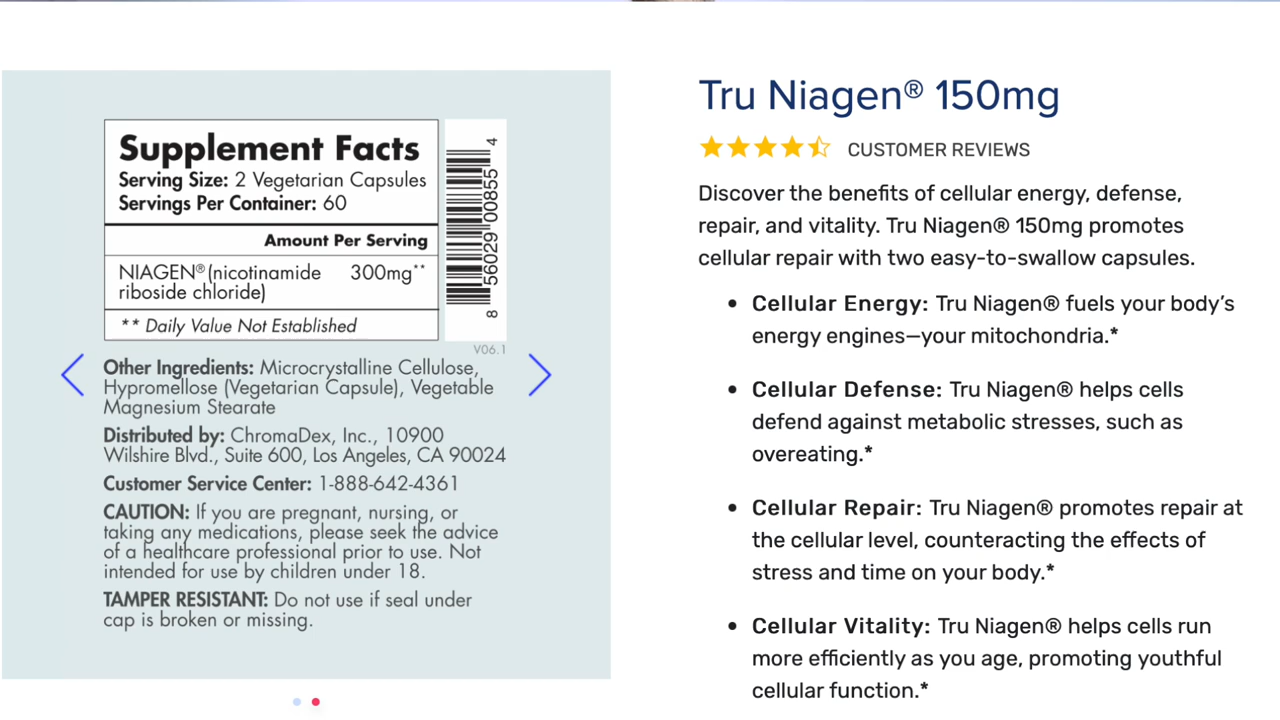 Supplement Facts
Serving Size: 2 Vegetarian Capsules
Servings Per Container: 60
Amount Per Serving
NIAGEN® (nicotinamide 300mg**
riboside chloride)
** Daily Value Not Established
8 56029 00855 4
V06.1
Other Ingredients: Microcrystalline Cellulose,
Hypromellose (Vegetarian Capsule), Vegetable
Magnesium Stearate
Distributed by: ChromaDex, Inc., 10900
Wilshire Blvd., Suite 600, Los Angeles, CA 90024
Customer Service Center: 1-888-642-4361
CAUTION: If you are pregnant, nursing, or
taking any medications, please seek the advice
of a healthcare professional prior to use. Not
intended for use by children under 18.
TAMPER RESISTANT: Do not use if seal under
cap is broken or missing.
Tru Niagen® 150mg
CUSTOMER REVIEWS
Discover the benefits of cellular energy, defense,
repair, and vitality. Tru Niagen® 150mg promotes
cellular repair with two easy-to-swallow capsules.
• Cellular Energy: Tru Niagen® fuels your body’s
energy engines—your mitochondria.*
• Cellular Defense: Tru Niagen® helps cells
defend against metabolic stresses, such as
overeating.*
• Cellular Repair: Tru Niagen® promotes repair at
the cellular level, counteracting the effects of
stress and time on your body.*
• Cellular Vitality: Tru Niagen® helps cells run
more efficiently as you age, promoting youthful
cellular function.*